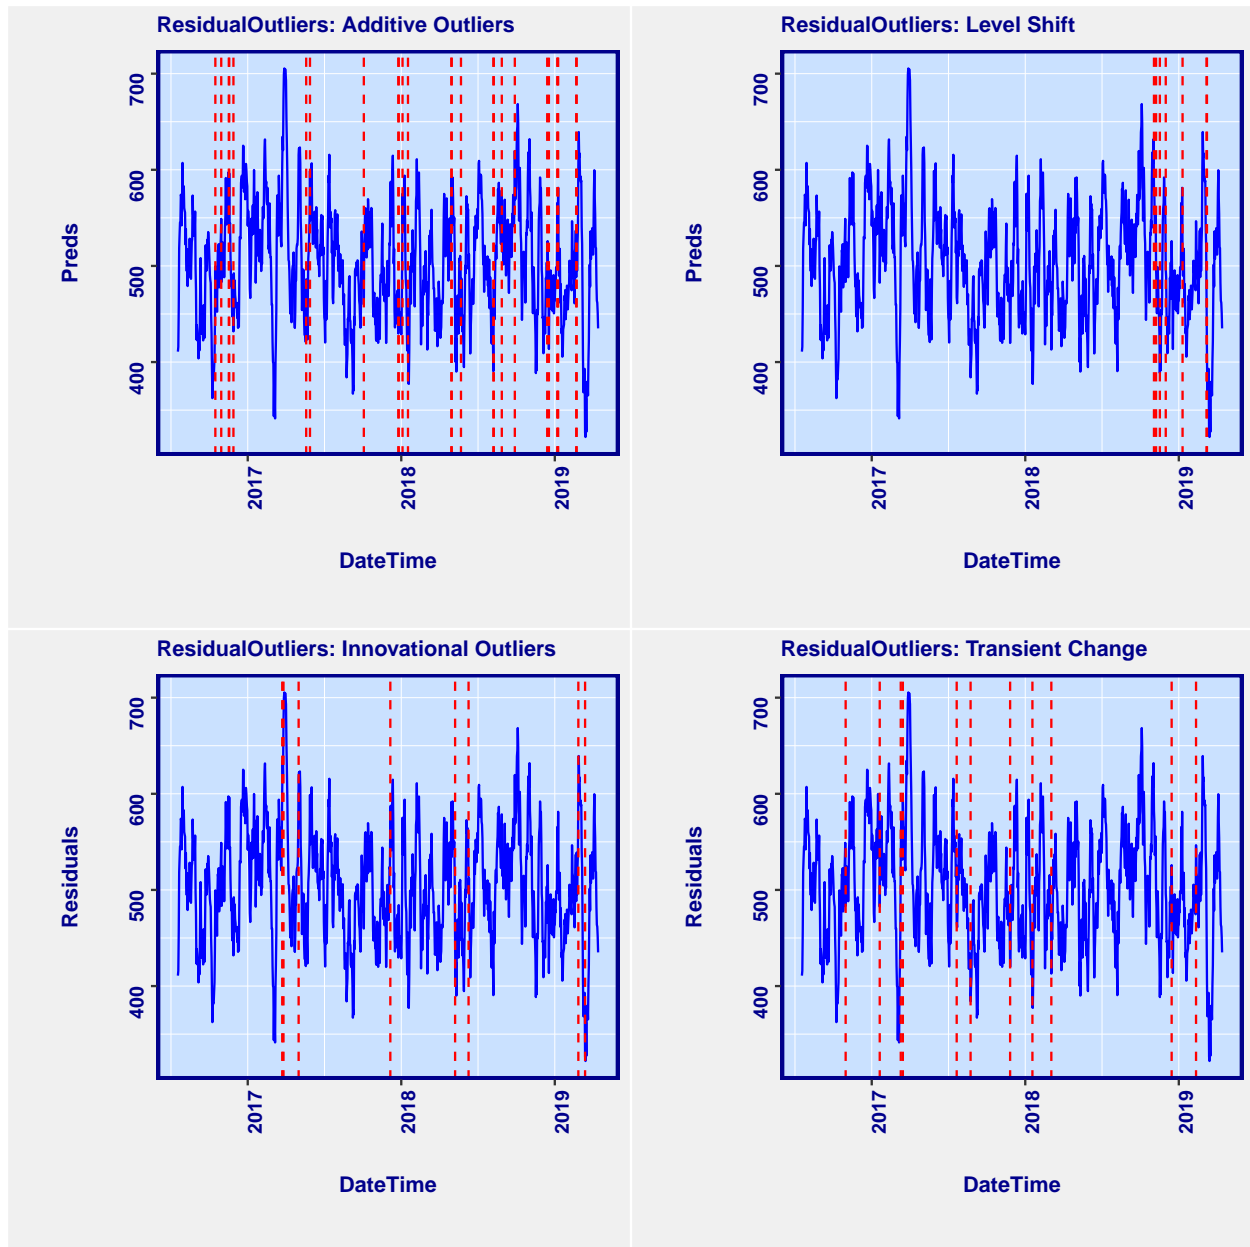 ResidualOutliers: Additive Outliers
Preds
700
600
500
400
2017
2018
2019
DateTime
ResidualOutliers: Level Shift
Preds
700
600
500
400
2017
2018
2019
DateTime
ResidualOutliers: Innovational Outliers
Residuals
700
600
500
400
2017
2018
2019
DateTime
ResidualOutliers: Transient Change
Residuals
700
600
500
400
2017
2018
2019
DateTime